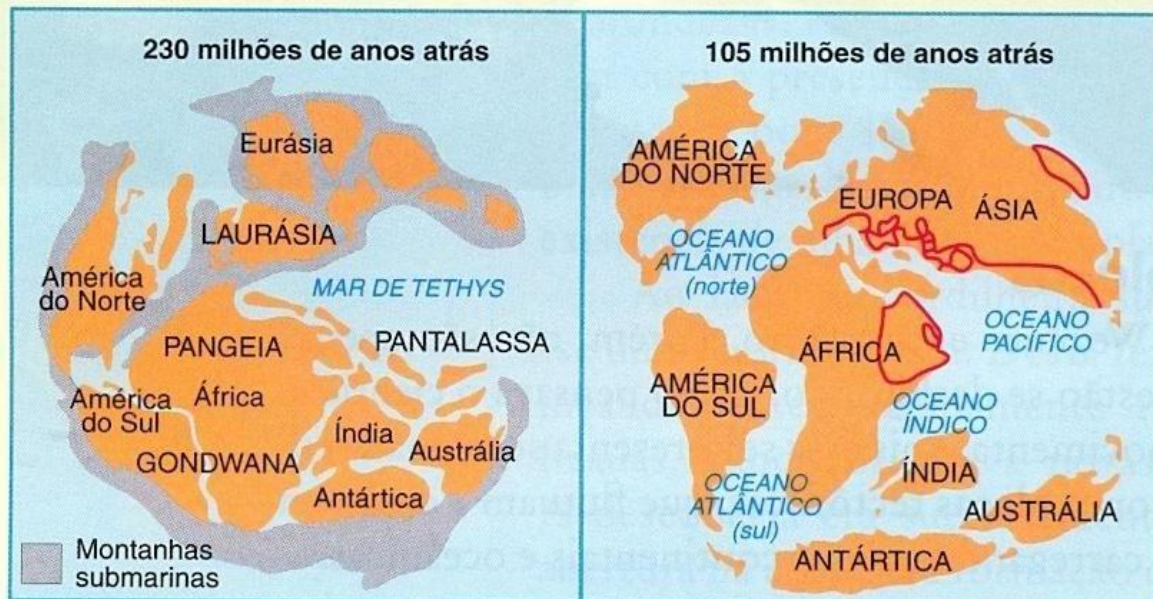 230 milhões de anos atrás
Eurásia
LAURÁSIA
América
do Norte
MAR DE TETHYS
PANGEIA
PANTALASSA
América
do Sul
África
Índia
Austrália
GONDWANA
Antártica
Montanhas
submarinas
105 milhões de anos atrás
AMÉRICA
DO NORTE
EUROPA
ÁSIA
OCEANO
ATLÂNTICO
(norte)
OCEANO
PACÍFICO
ÁFRICA
AMÉRICA
DO SUL
OCEANO
ÍNDICO
ÍNDIA
OCEANO
ATLÂNTICO
(sul)
AUSTRÁLIA
ANTÁRTICA